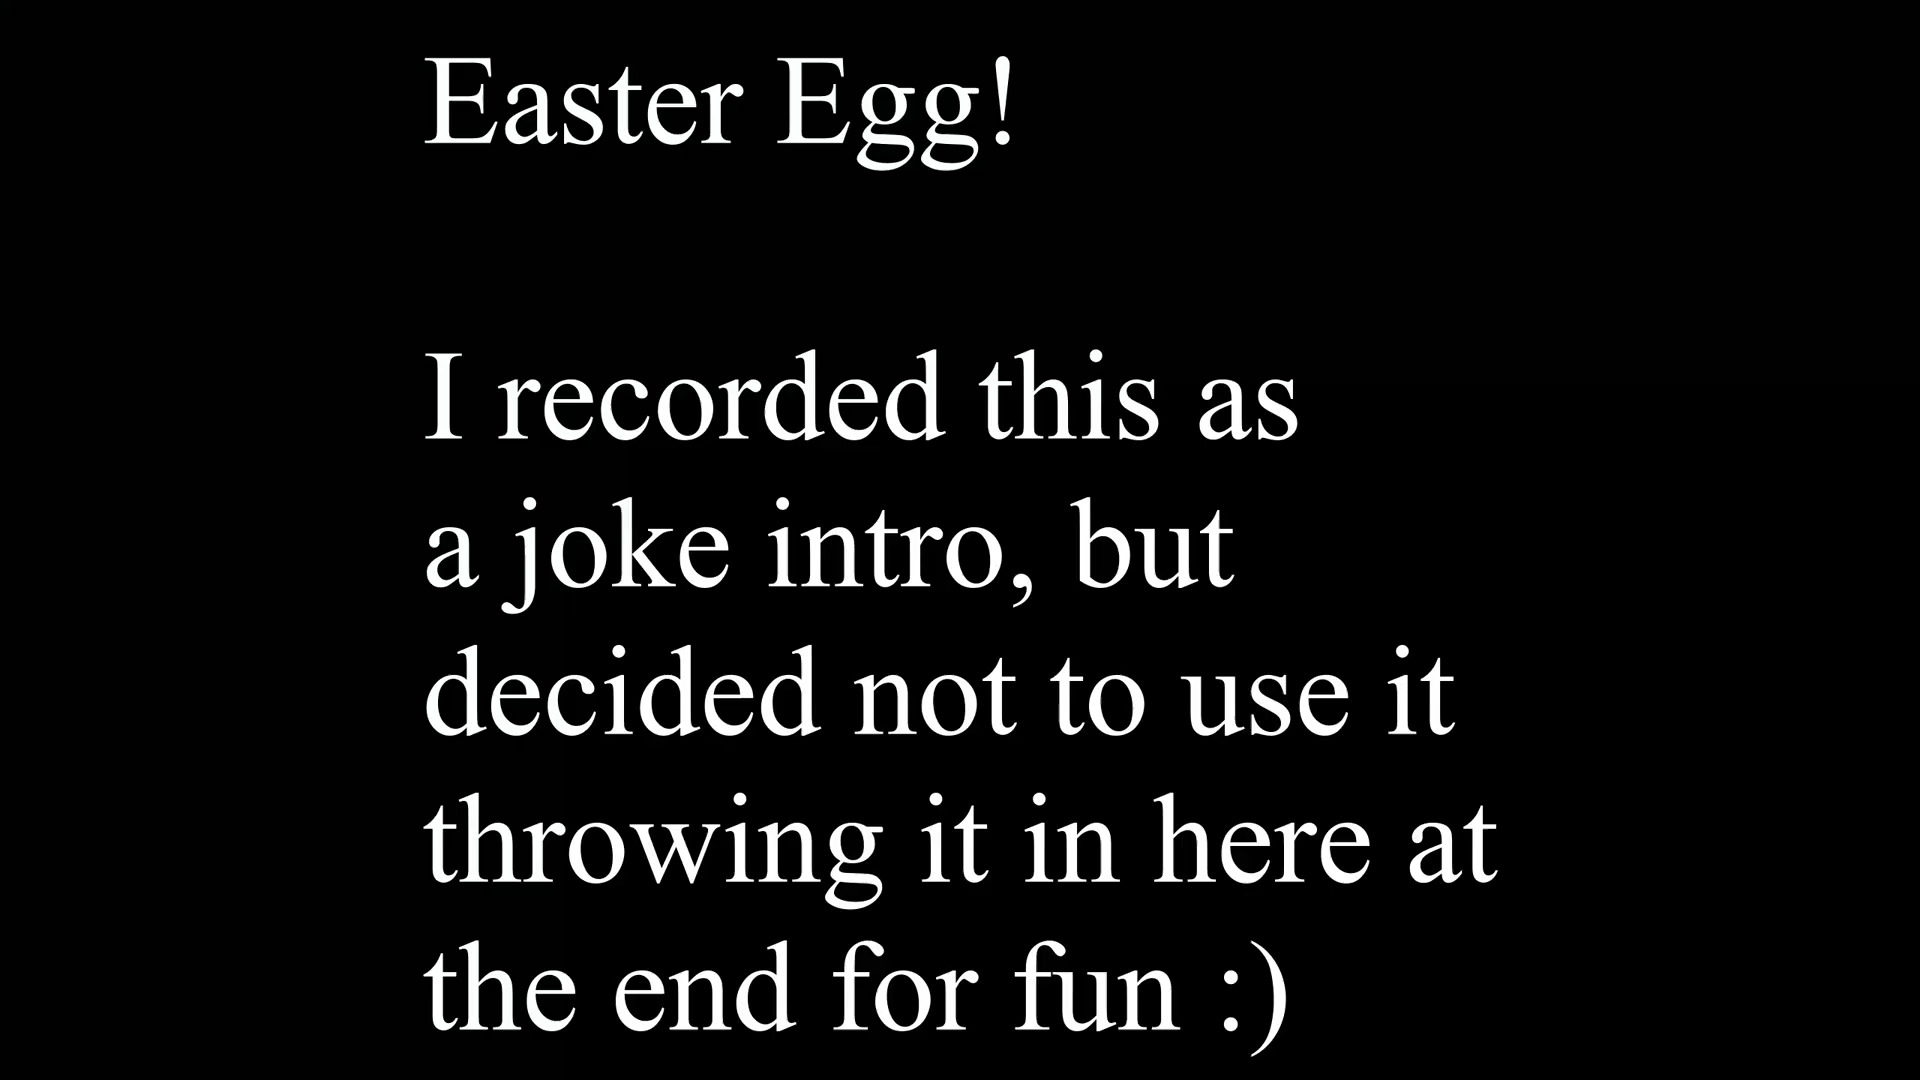 Easter Egg!
I recorded this as
a joke intro, but
decided not to use it
throwing it in here at
the end for fun :)